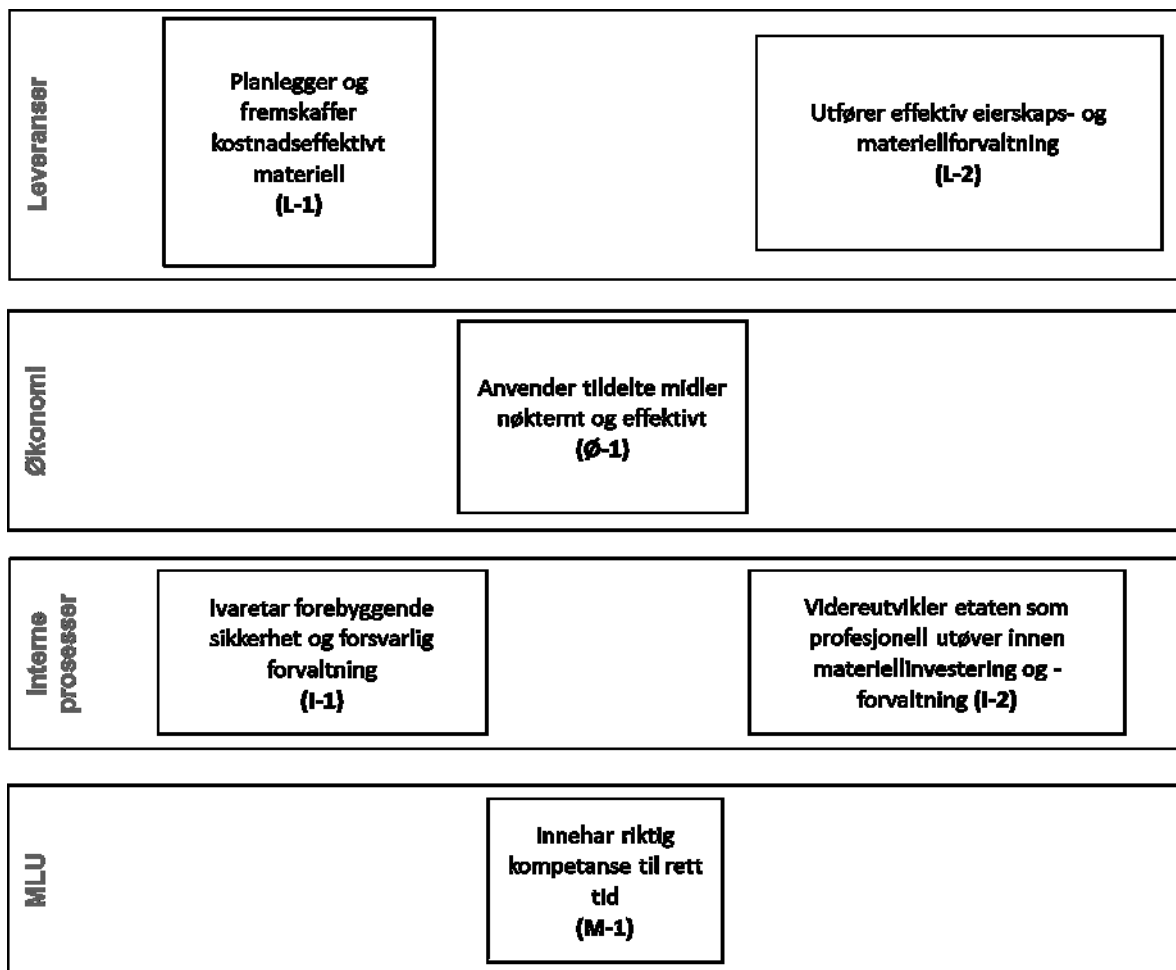 Leveranser
Planlegger og
fremskaffer
kostnadseffektivt
materiell
(L-1)
Utfører effektiv eierskaps- og
materiellforvaltning
(L-2)
Økonomi
Anvender tildelte midler
nøkternt og effektivt
(Ø-1)
Interne
prosesser
Ivaretar forebyggende
sikkerhet og forsvarlig
forvaltning
(I-1)
Videreutvikler etaten som
profesjonell utøver innen
materiellinvestering og -
forvaltning (I-2)
MLU
Innehar riktig
kompetanse til rett
tid
(M-1)